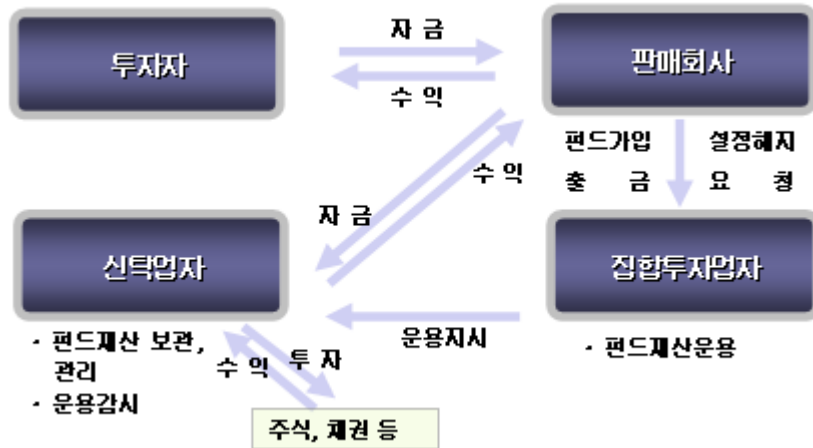 자 금
투자자
판매회사
수 익
펀드가입 설정해지
출 금 요 청
수 익
자 금
신탁업자
집합투자업자
운용지시
· 펀드재산 보관,
관리
· 운용감시
수 익
투 자
· 펀드재산운용
주식, 채권 등